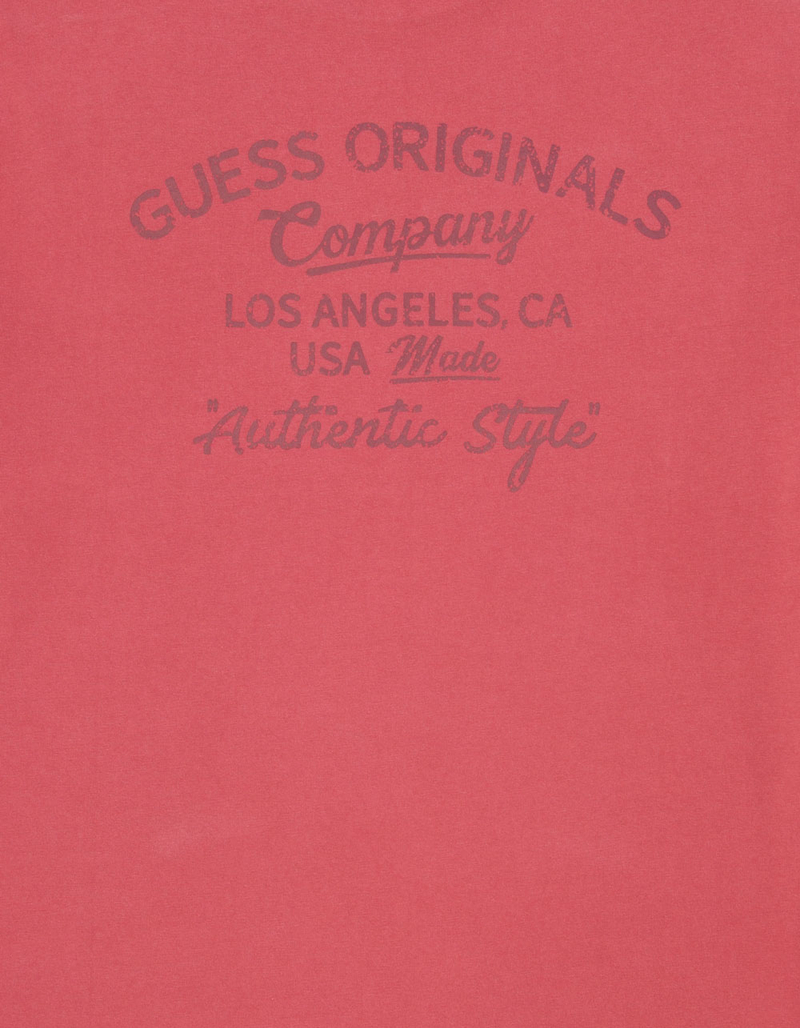 GUESS ORIGINALS
Company
LOS ANGELES, CA
USA Made
"Authentic Style"